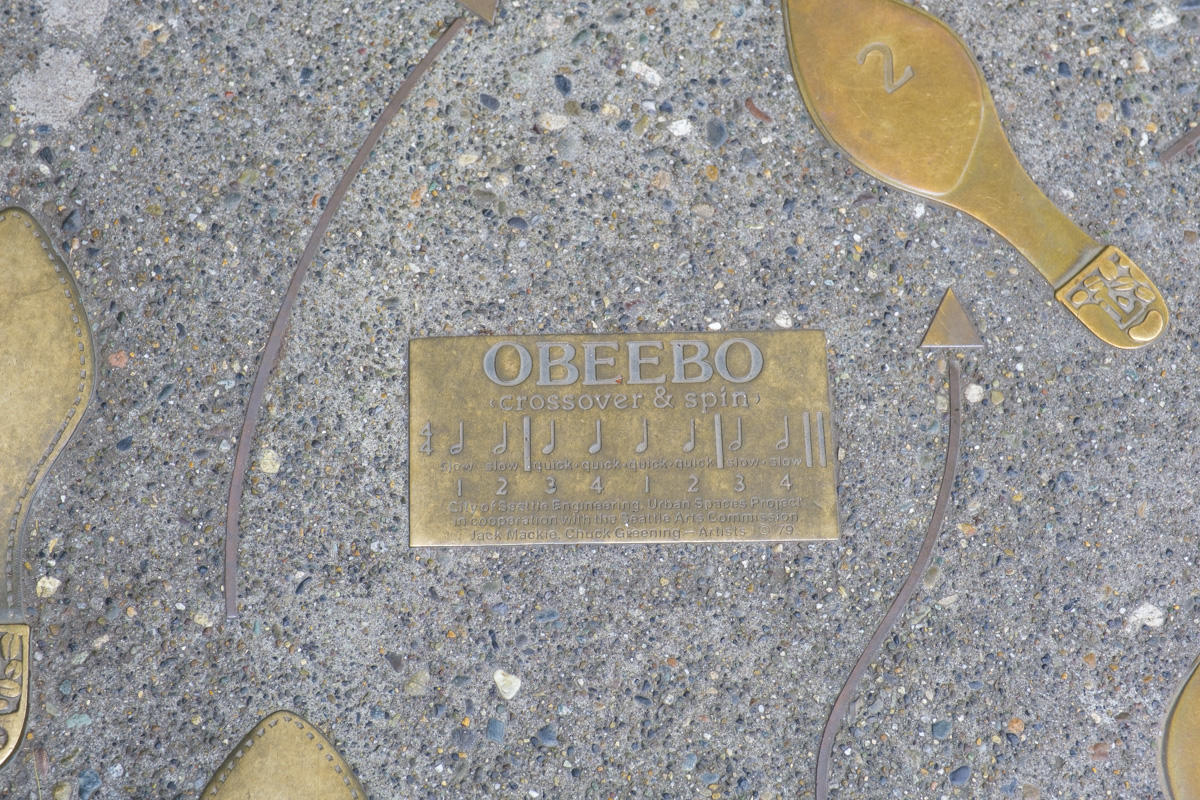 2
OBEEBO
‹crossover & spin›
4 4
slow slow quick·quick·quick·quick slow·slow
1 2 3 4 1 2 3 4
City of Seattle Engineering, Urban Spaces Project
in cooperation with the Seattle Arts Commission.
Jack Mackie, Chuck Greening – Artists